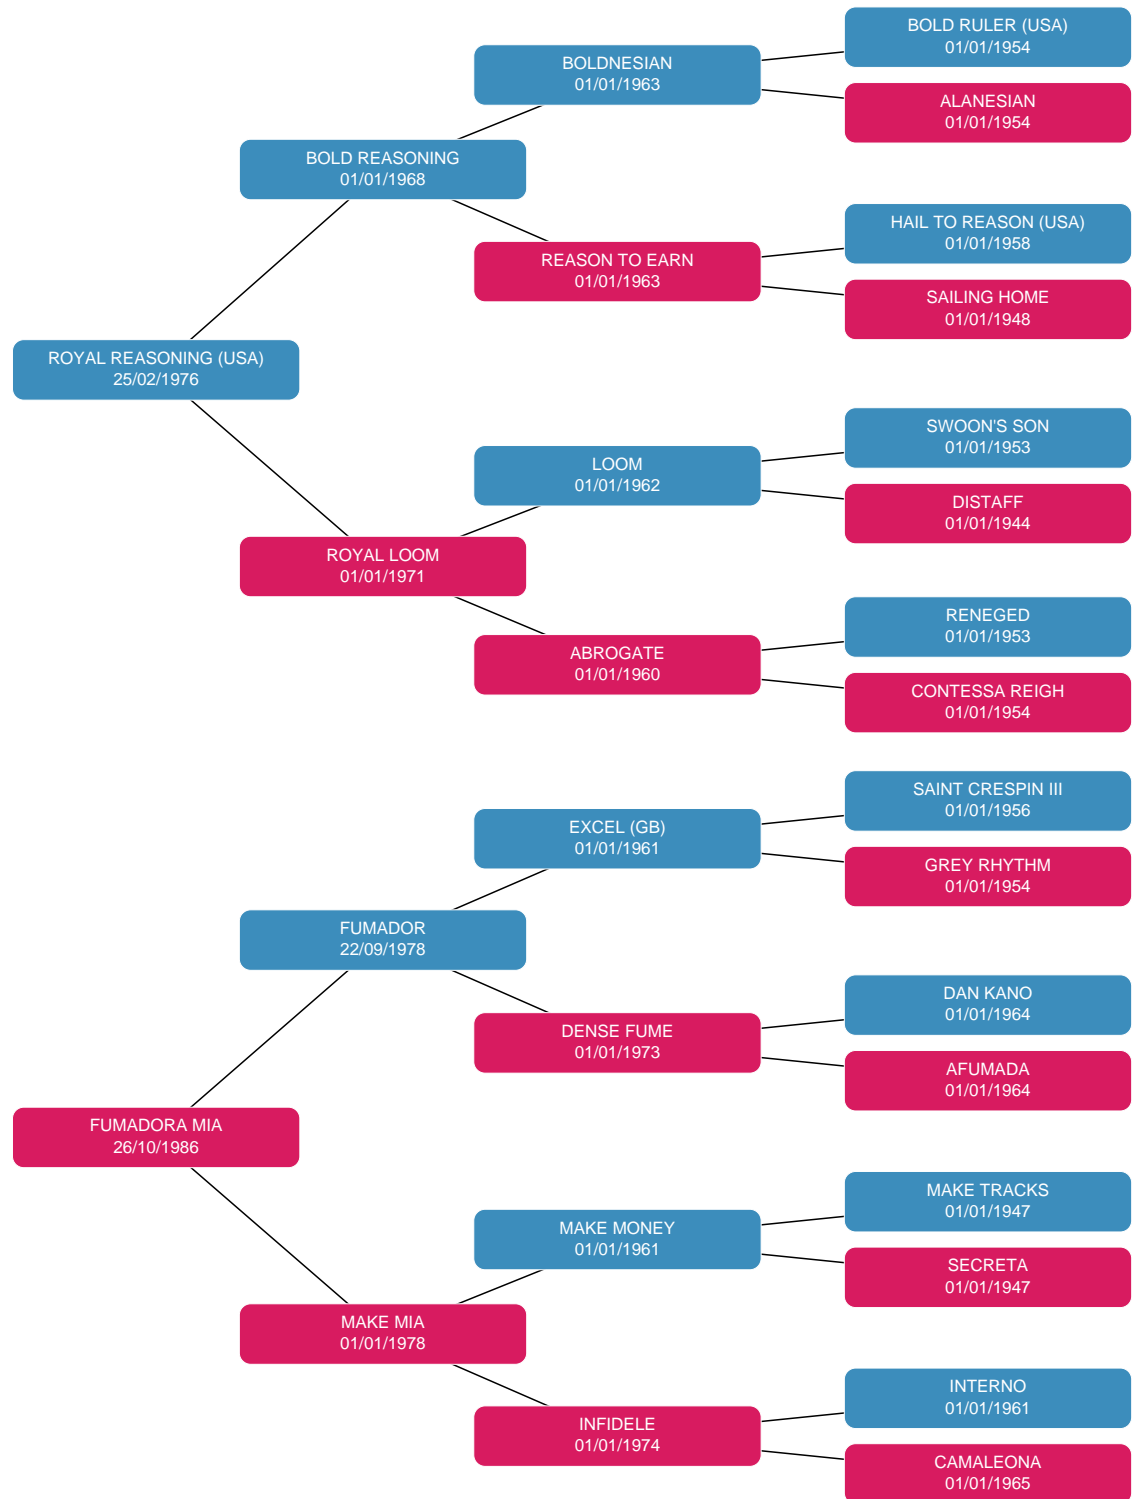 BOLD RULER (USA)
01/01/1954
BOLDNESIAN
01/01/1963
ALANESIAN
01/01/1954
BOLD REASONING
01/01/1968
HAIL TO REASON (USA)
01/01/1958
REASON TO EARN
01/01/1963
SAILING HOME
01/01/1948
ROYAL REASONING (USA)
25/02/1976
SWOON'S SON
01/01/1953
LOOM
01/01/1962
DISTAFF
01/01/1944
ROYAL LOOM
01/01/1971
RENEGED
01/01/1953
ABROGATE
01/01/1960
CONTESSA REIGH
01/01/1954
SAINT CRESPIN III
01/01/1956
EXCEL (GB)
01/01/1961
GREY RHYTHM
01/01/1954
FUMADOR
22/09/1978
DAN KANO
01/01/1964
DENSE FUME
01/01/1973
AFUMADA
01/01/1964
FUMADORA MIA
26/10/1986
MAKE TRACKS
01/01/1947
MAKE MONEY
01/01/1961
SECRETA
01/01/1947
MAKE MIA
01/01/1978
INTERNO
01/01/1961
INFIDELE
01/01/1974
CAMALEONA
01/01/1965